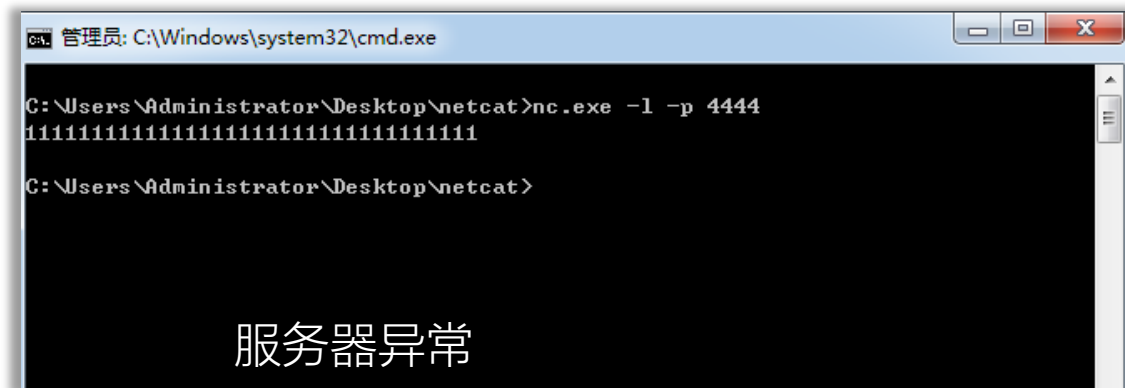 管理员: C:\Windows\system32\cmd.exe
C:\Users\Administrator\Desktop\netcat>nc.exe -l -p 4444
1111111111111111111111111111111111
C:\Users\Administrator\Desktop\netcat>
服务器异常